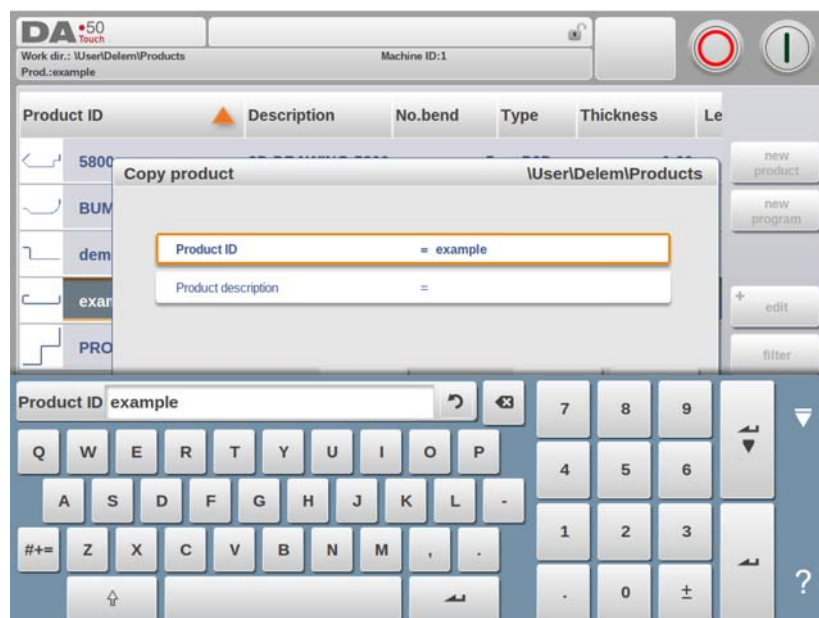 DA•50
Touch
Work dir.: \User\Delem\Products
Machine ID:1
Prod.:example
Product ID Description No.bend Type Thickness Le
5800
Copy product \User\Delem\Products
BUM
dem
exam
PRO
Product ID = example
Product description =
new product
new program
+ edit
filter
Product ID example
7 8 9
Q W E R T Y U I O P
4 5 6
A S D F G H J K L -
1 2 3
#+= Z X C V B N M , .
. 0 ±
?